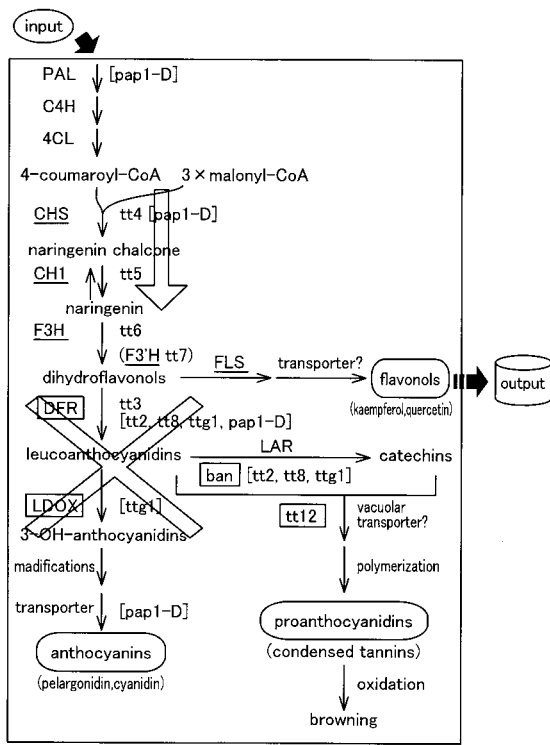 input
PAL [pap1-D]
C4H
4CL
4-coumaroyl-CoA 3×malonyl-CoA
CHS tt4 [pap1-D]
naringenin chalcone
CH1 tt5
naringenin
F3H tt6
(F3'H tt7) FLS transporter?
dihydroflavonols flavonols output
(kaempferol,quercetin)
DFR tt3
[tt2, tt8, ttg1, pap1-D]
LAR
leucoanthocyanidins catechins
ban [tt2, tt8, ttg1]
LDOX [ttg1] tt12 vacuolar
transporter?
3-OH-anthocyanidins
madifications polymerization
transporter [pap1-D] proanthocyanidins
anthocyanins (condensed tannins)
(pelargonidin,cyanidin) oxidation
browning